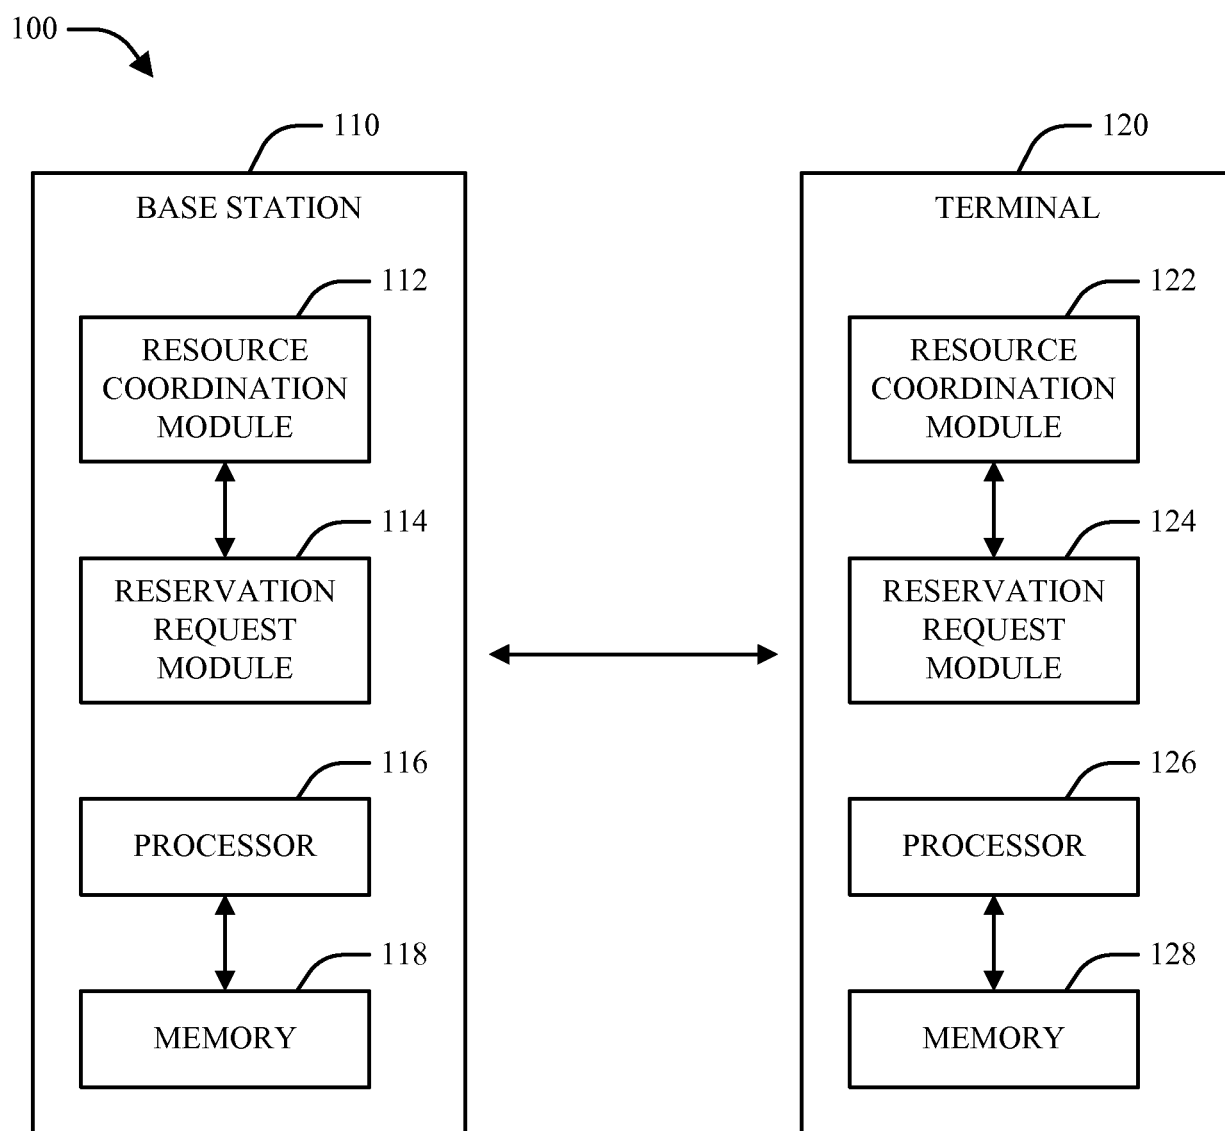 100
110
BASE STATION
112
RESOURCE
COORDINATION
MODULE
114
RESERVATION
REQUEST
MODULE
116
PROCESSOR
118
MEMORY
120
TERMINAL
122
RESOURCE
COORDINATION
MODULE
124
RESERVATION
REQUEST
MODULE
126
PROCESSOR
128
MEMORY